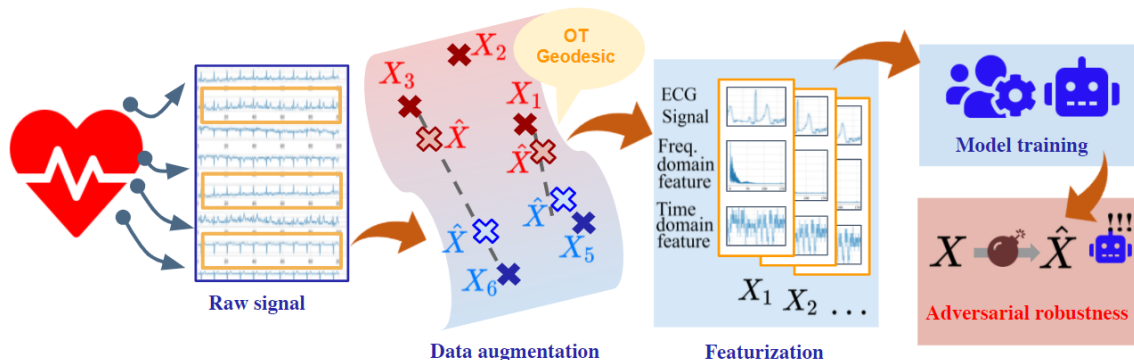 Raw signal
OT
Geodesic
X₂
X₃
X₁
X̂
X̂
X̂
X̂
X₅
X₆
Data augmentation
ECG
Signal
Freq.
domain
feature
Time
domain
feature
X₁
X₂
...
Featurization
Model training
X
X̂
!!!
Adversarial robustness